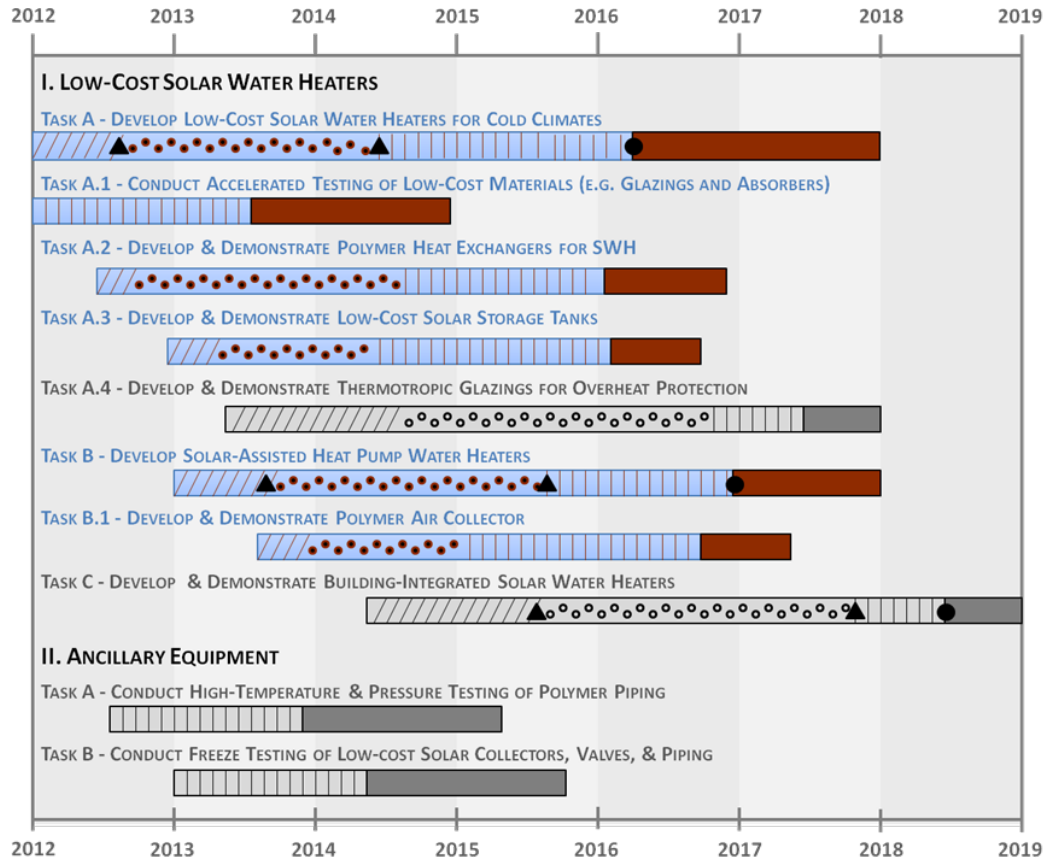 2012 2013 2014 2015 2016 2017 2018 2019
I. Low-Cost Solar Water Heaters
Task A - Develop Low-Cost Solar Water Heaters for Cold Climates
Task A.1 - Conduct Accelerated Testing of Low-Cost Materials (e.g. Glazings and Absorbers)
Task A.2 - Develop & Demonstrate Polymer Heat Exchangers for SWH
Task A.3 - Develop & Demonstrate Low-Cost Solar Storage Tanks
Task A.4 - Develop & Demonstrate Thermotropic Glazings for Overheat Protection
Task B - Develop Solar-Assisted Heat Pump Water Heaters
Task B.1 - Develop & Demonstrate Polymer Air Collector
Task C - Develop & Demonstrate Building-Integrated Solar Water Heaters
II. Ancillary Equipment
Task A - Conduct High-Temperature & Pressure Testing of Polymer Piping
Task B - Conduct Freeze Testing of Low-cost Solar Collectors, Valves, & Piping
2012 2013 2014 2015 2016 2017 2018 2019